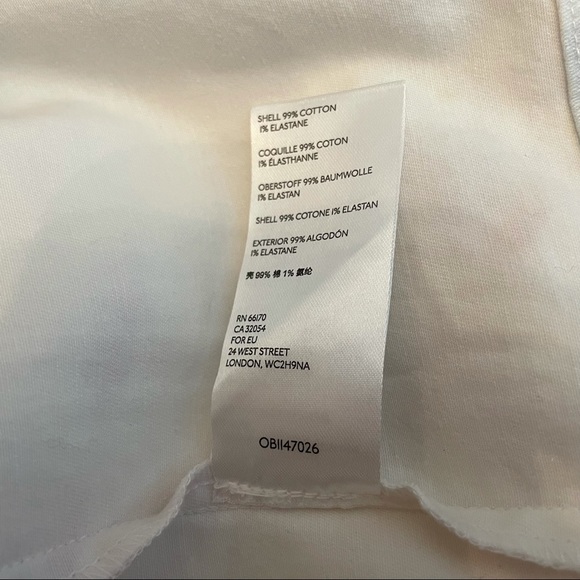 SHELL 99% COTTON
1% ELASTANE
COQUILLE 99% COTON
1% ÉLASTHANNE
OBERSTOFF 99% BAUMWOLLE
1% ELASTAN
SHELL 99% COTONE 1% ELASTAN
EXTERIOR 99% ALGODÓN
1% ELASTANE
壳 99% 棉 1% 氨纶
RN 66170
CA 32054
FOR EU
24 WEST STREET
LONDON, WC2H9NA
OB1147026